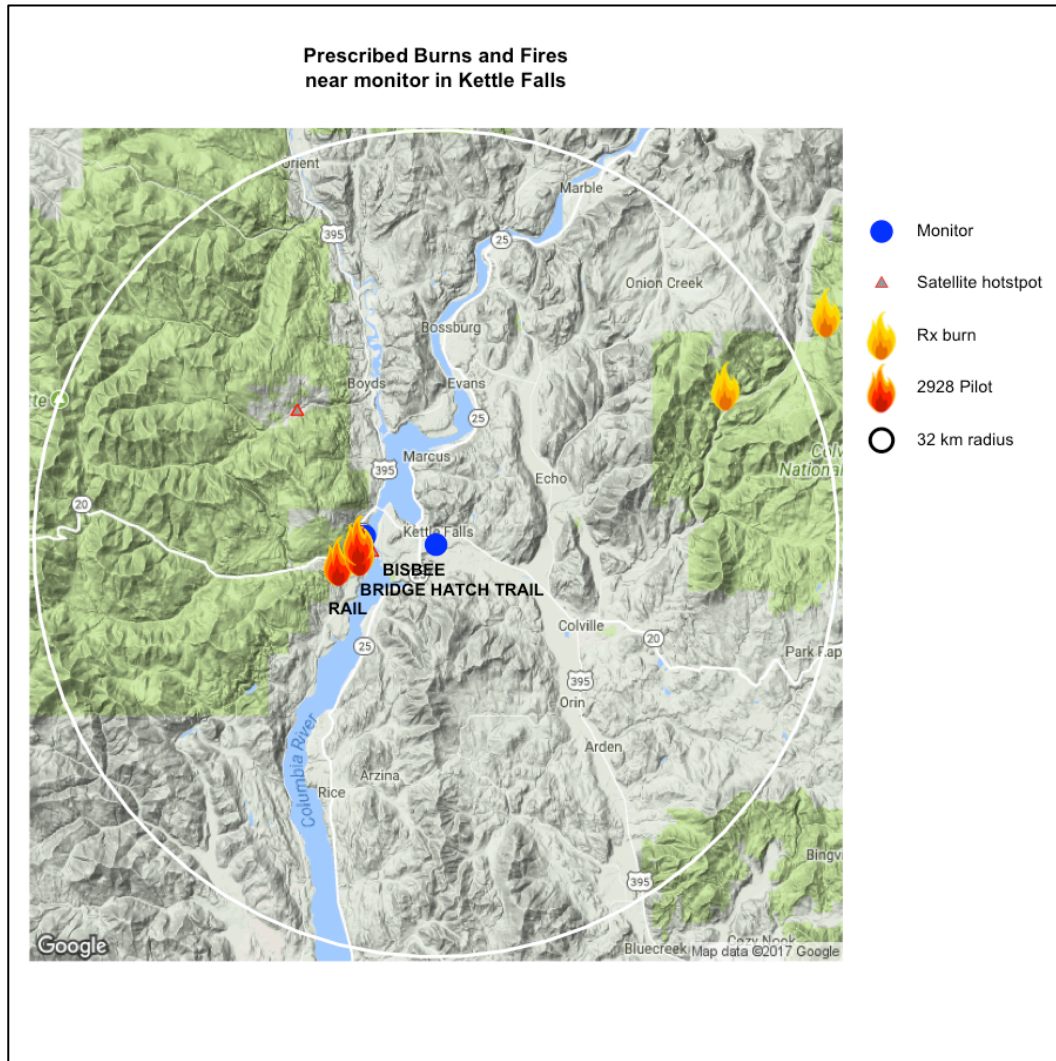 Prescribed Burns and Fires
near monitor in Kettle Falls
Orient
Marble
395
25
Monitor
Satellite hotstpot
Onion Creek
Bossburg
Rx burn
Boyds
Evans
2928 Pilot
25
32 km radius
Marcus
395
National
Echo
20
Kettle Falls
BISBEE
BRIDGE HATCH TRAIL
RAIL
Colville
20
25
395
Orin
Columbia River
Arden
Arzina
Rice
395
Bluecreek
Google
Map data ©2017 Google